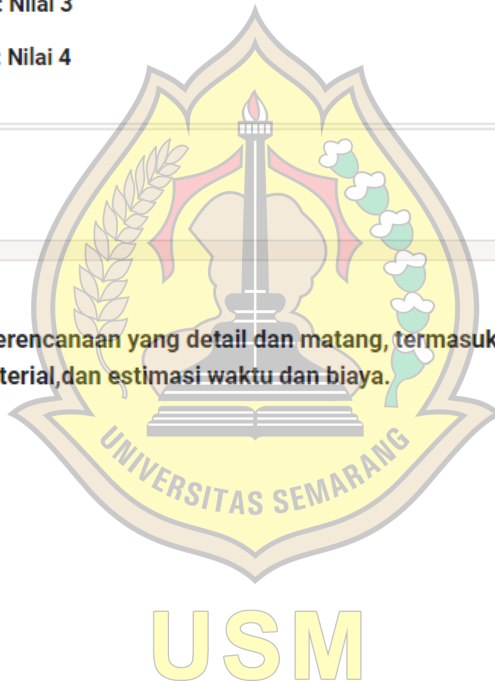 : Nilai 3
: Nilai 4
erencanaan yang detail dan matang, termasuk
terial,dan estimasi waktu dan biaya.
UNIVERSITAS SEMARANG
USM